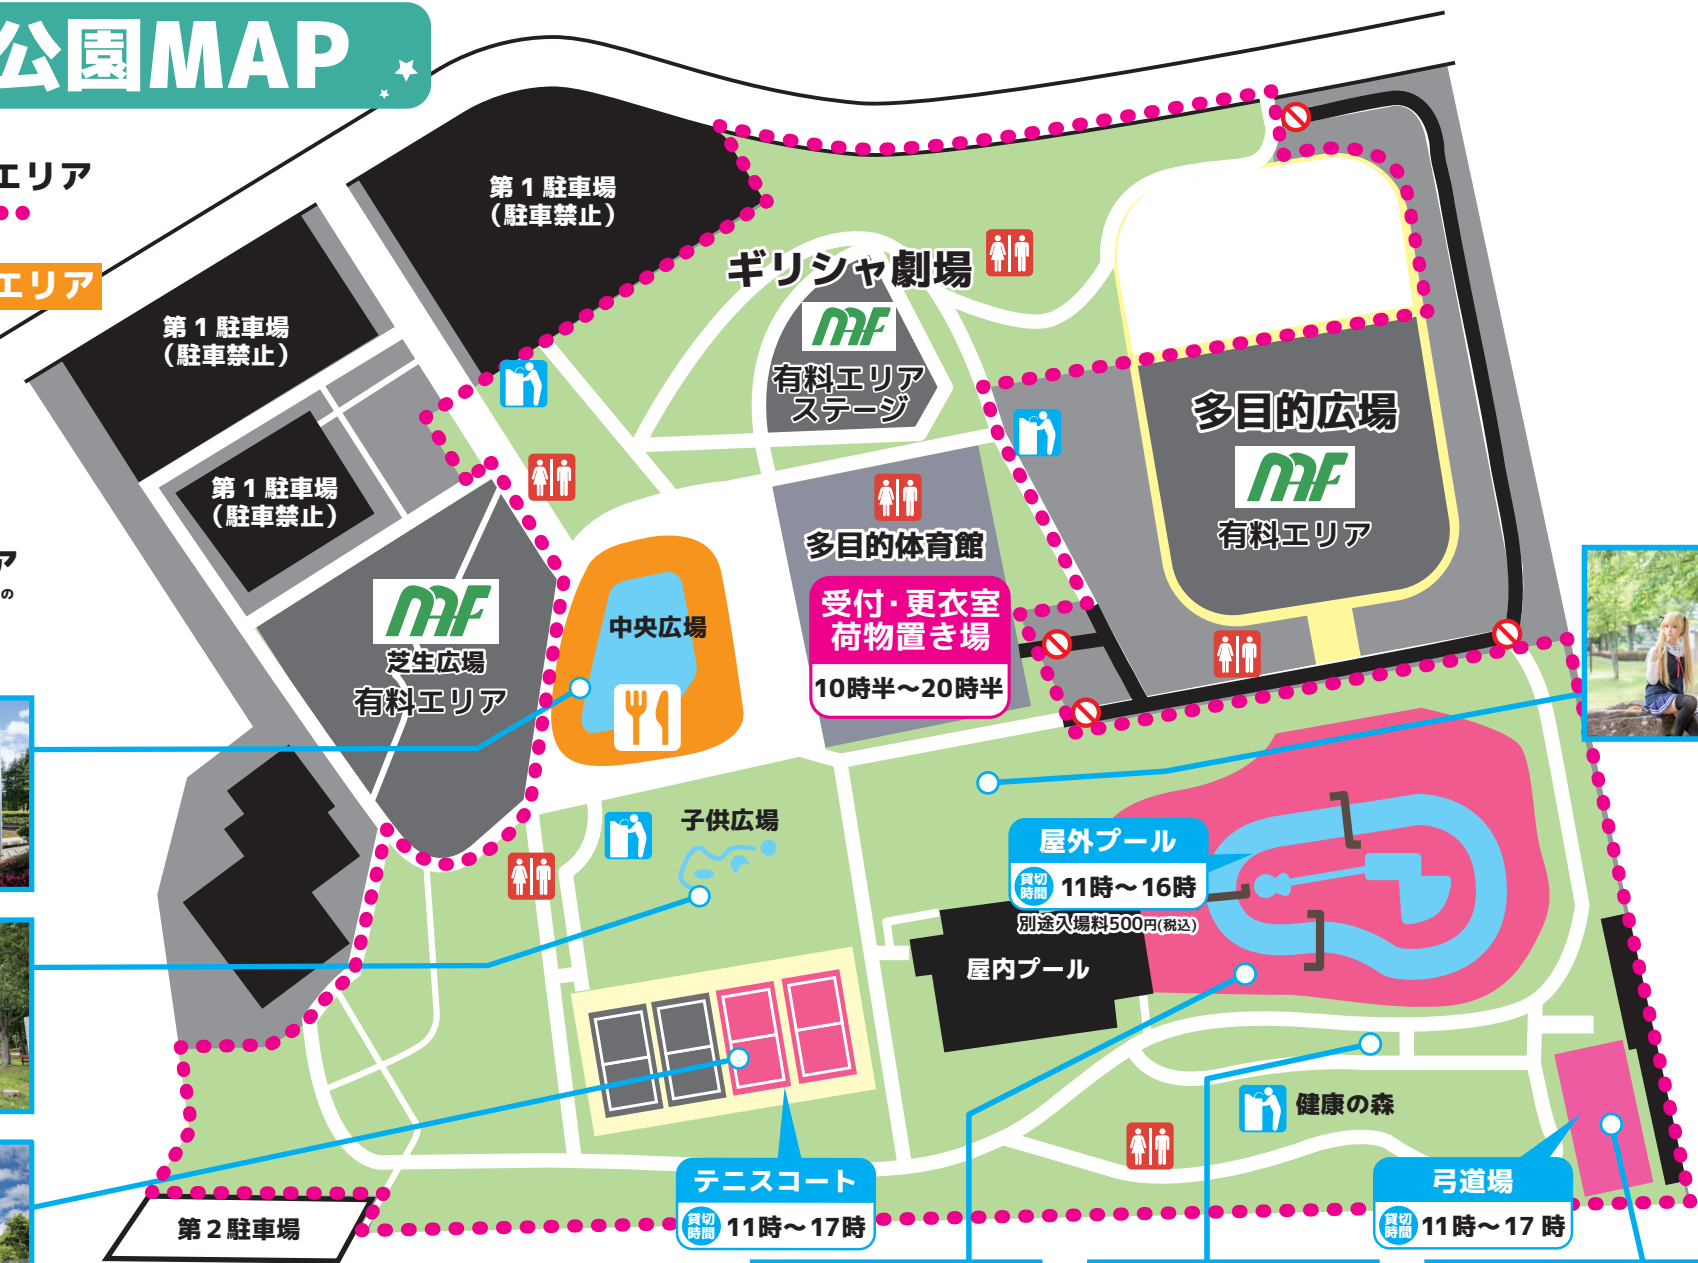 公園MAP
エリア
エリア
ア
の
第1駐車場
（駐車禁止）
第1駐車場
（駐車禁止）
第1駐車場
（駐車禁止）
ギリシャ劇場
AAF
有料エリア
ステージ
多目的広場
AAF
有料エリア
多目的体育館
受付・更衣室
荷物置き場
10時半～20時半
中央広場
AAF
芝生広場
有料エリア
子供広場
屋外プール
貸切
時間
11時～16時
別途入場料500円(税込)
屋内プール
健康の森
テニスコート
貸切
時間
11時～17時
弓道場
貸切
時間
11時～17時
第2駐車場